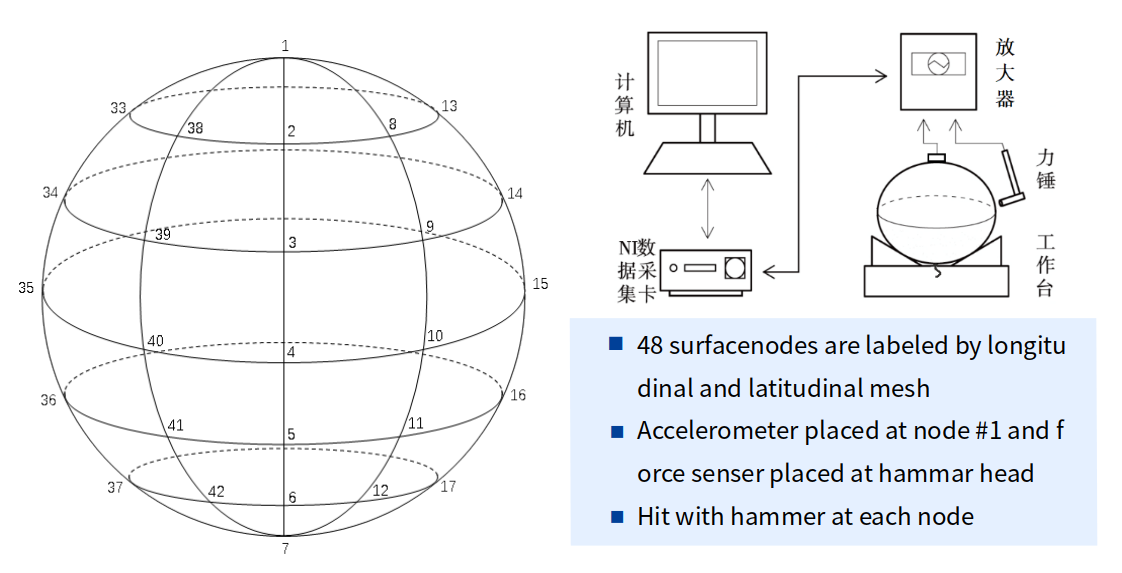 1
33
13
38
2
8
34
14
39
3
9
35
15
40
4
10
36
16
41
5
11
37
42
6
12
17
7
计算机
放大器
力锤
NI数据采集卡
工作台
48 surfacenodes are labeled by longitu
dinal and latitudinal mesh
Accelerometer placed at node #1 and f
orce senser placed at hammar head
Hit with hammer at each node